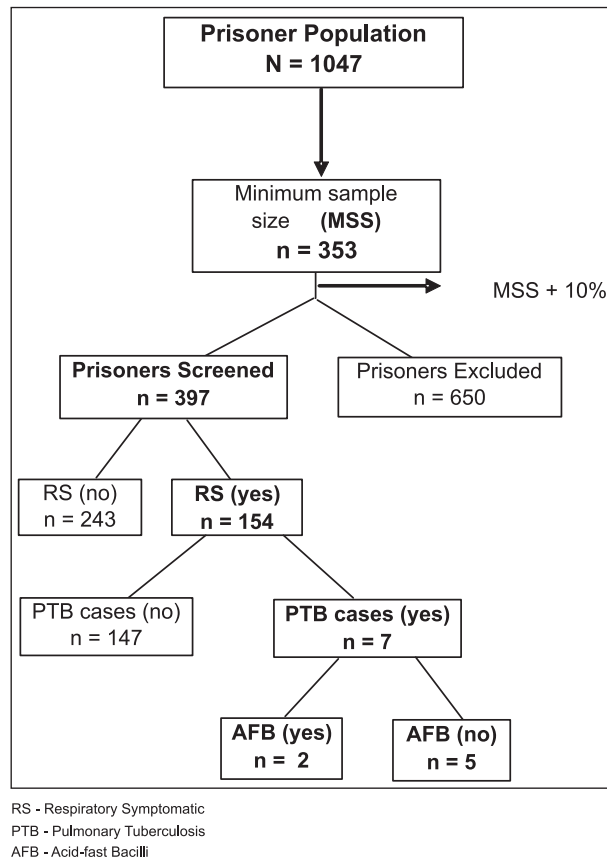 Prisoner Population
N = 1047
Minimum sample
size (MSS)
n = 353
MSS + 10%
Prisoners Screened
n = 397
Prisoners Excluded
n = 650
RS (no)
n = 243
RS (yes)
n = 154
PTB cases (no)
n = 147
PTB cases (yes)
n = 7
AFB (yes)
n = 2
AFB (no)
n = 5
RS - Respiratory Symptomatic
PTB - Pulmonary Tuberculosis
AFB - Acid-fast Bacilli